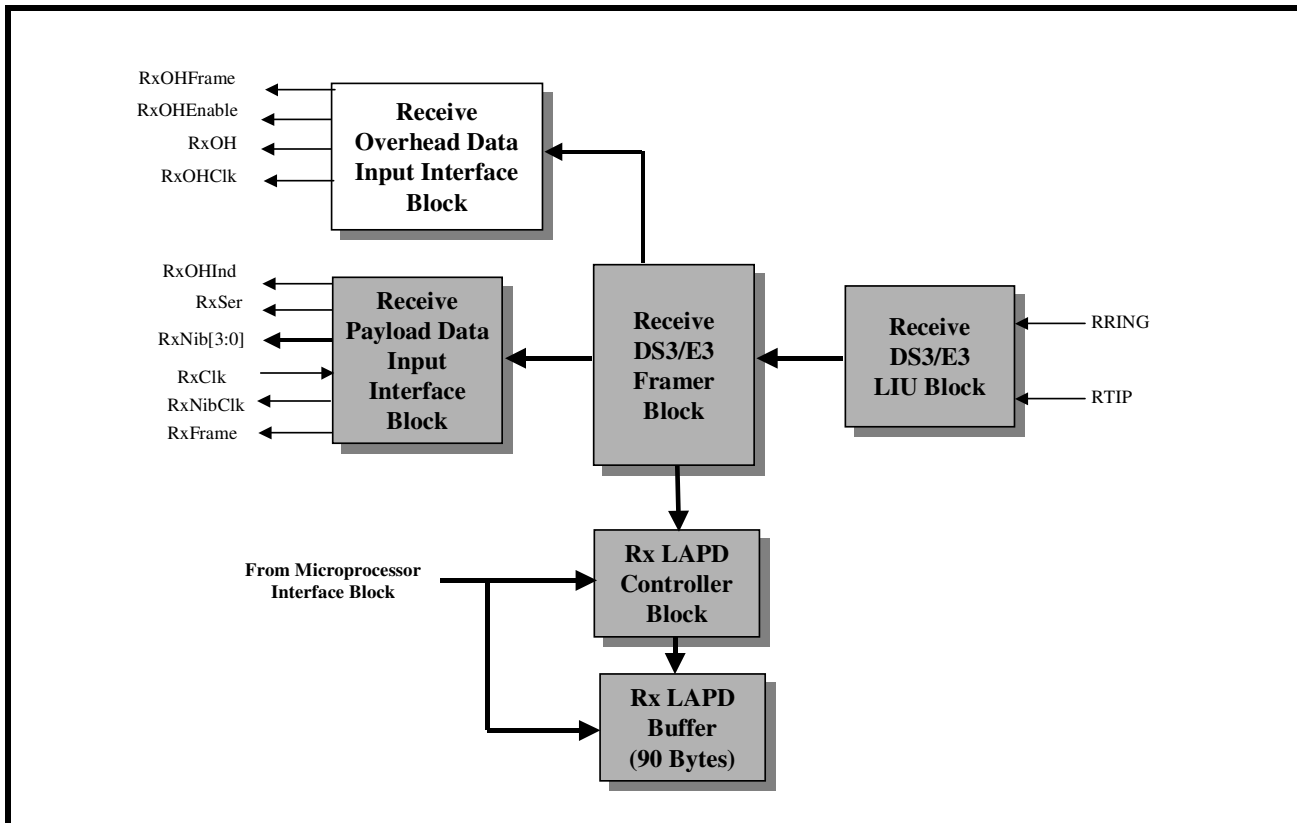 RxOHFrame
RxOHEnable
RxOH
RxOHClk
Receive
Overhead Data
Input Interface
Block
RxOHInd
RxSer
RxNib[3:0]
RxClk
RxNibClk
RxFrame
Receive
Payload Data
Input
Interface
Block
Receive
DS3/E3
Framer
Block
Receive
DS3/E3
LIU Block
RRING
RTIP
From Microprocessor
Interface Block
Rx LAPD
Controller
Block
Rx LAPD
Buffer
(90 Bytes)